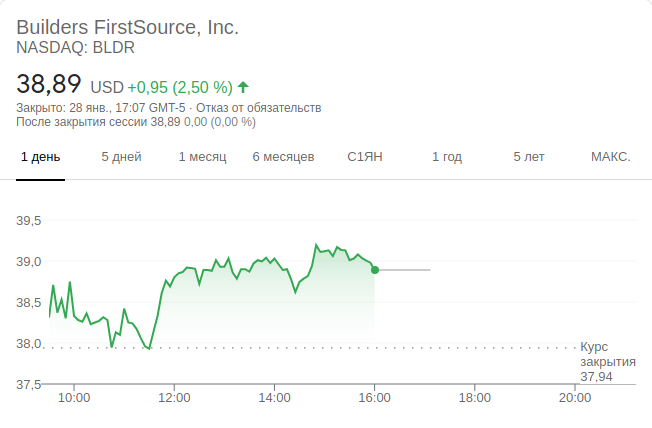 Builders FirstSource, Inc.
NASDAQ: BLDR
38,89 USD +0,95 (2,50 %)
Закрыто: 28 янв., 17:07 GMT-5 · Отказ от обязательств
После закрытия сессии 38,89 0,00 (0,00 %)
1 день 5 дней 1 месяц 6 месяцев С1ЯН 1 год 5 лет МАКС.
39,5
39,0
38,5
38,0
Курс
закрытия
37,94
37,5
10:00 12:00 14:00 16:00 18:00 20:00